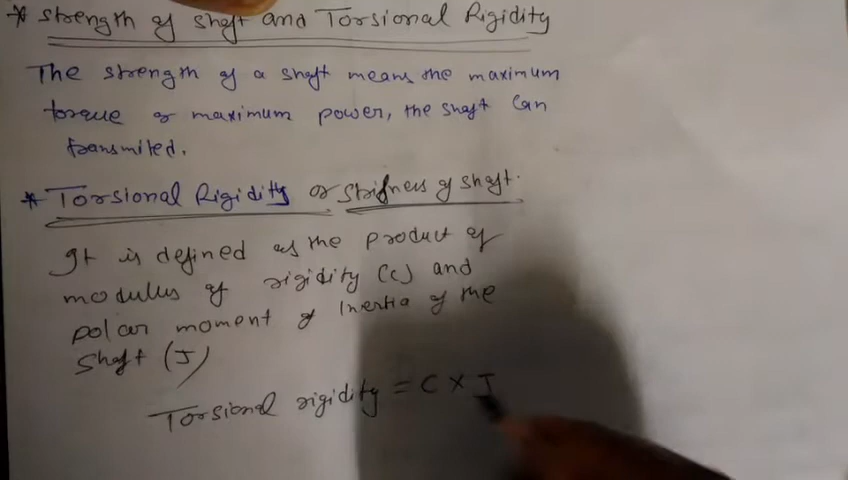 * Strength of shaft and Torsional Rigidity
The strength of a shaft means the maximum
torque or maximum power, the shaft can
transmited.
* Torsional Rigidity or stifness of shaft.
It is defined as the product of
modulus of rigidity (C) and
polar moment of inertia of the
shaft (J)
Torsional rigidity = C × J